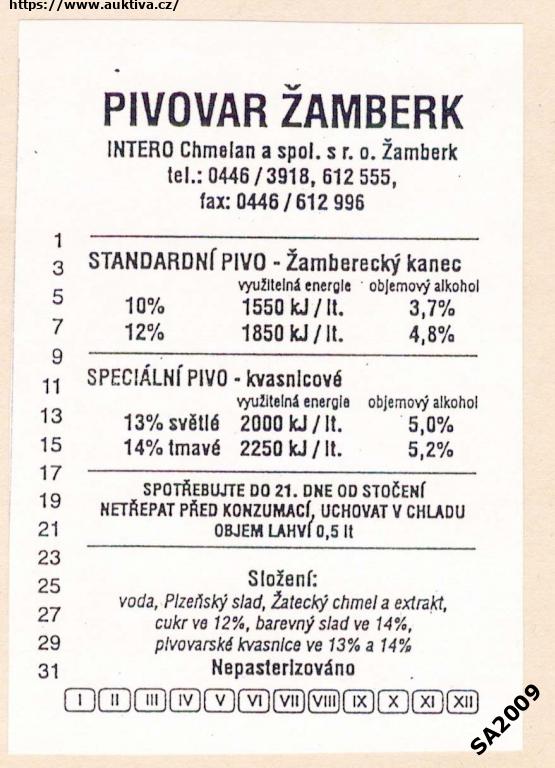 https://www.auktiva.cz/
PIVOVAR ŽAMBERK
INTERO Chmelan a spol. s r. o. Žamberk
tel.: 0446 / 3918, 612 555,
fax: 0446 / 612 996
1
3
5
7
9
11
13
15
17
19
21
23
25
27
29
31
STANDARDNÍ PIVO - Žamberecký kanec
využitelná energie objemový alkohol
10% 1550 kJ / lt. 3,7%
12% 1850 kJ / lt. 4,8%
SPECIÁLNÍ PIVO - kvasnicové
využitelná energie objemový alkohol
13% světlé 2000 kJ / lt. 5,0%
14% tmavé 2250 kJ / lt. 5,2%
SPOTŘEBUJTE DO 21. DNE OD STOČENÍ
NETŘEPAT PŘED KONZUMACÍ, UCHOVAT V CHLADU
OBJEM LAHVÍ 0,5 lt
Složení:
voda, Plzeňský slad, Žatecký chmel a extrakt,
cukr ve 12%, barevný slad ve 14%,
pivovarské kvasnice ve 13% a 14%
Nepasterizováno
I II III IV V VI VII VIII IX X XI XII
SA2009